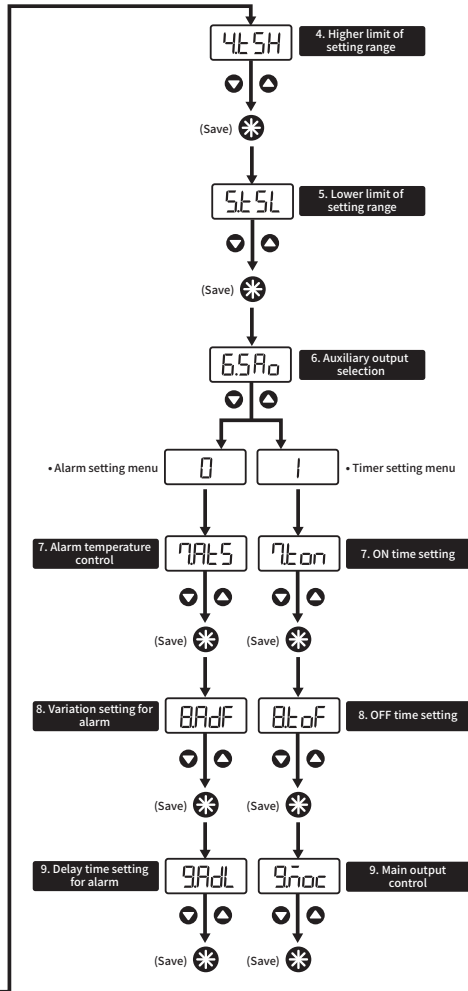 4.tSH
4. Higher limit of
setting range
(Save)
5.tSL
5. Lower limit of
setting range
(Save)
6.SAo
6. Auxiliary output
selection
• Alarm setting menu
0
1
• Timer setting menu
7. Alarm temperature
control
7.AtS
7.ton
7. ON time setting
(Save)
(Save)
8. Variation setting for
alarm
8.AdF
8.toF
8. OFF time setting
(Save)
(Save)
9. Delay time setting
for alarm
9.AdL
9.moc
9. Main output
control
(Save)
(Save)